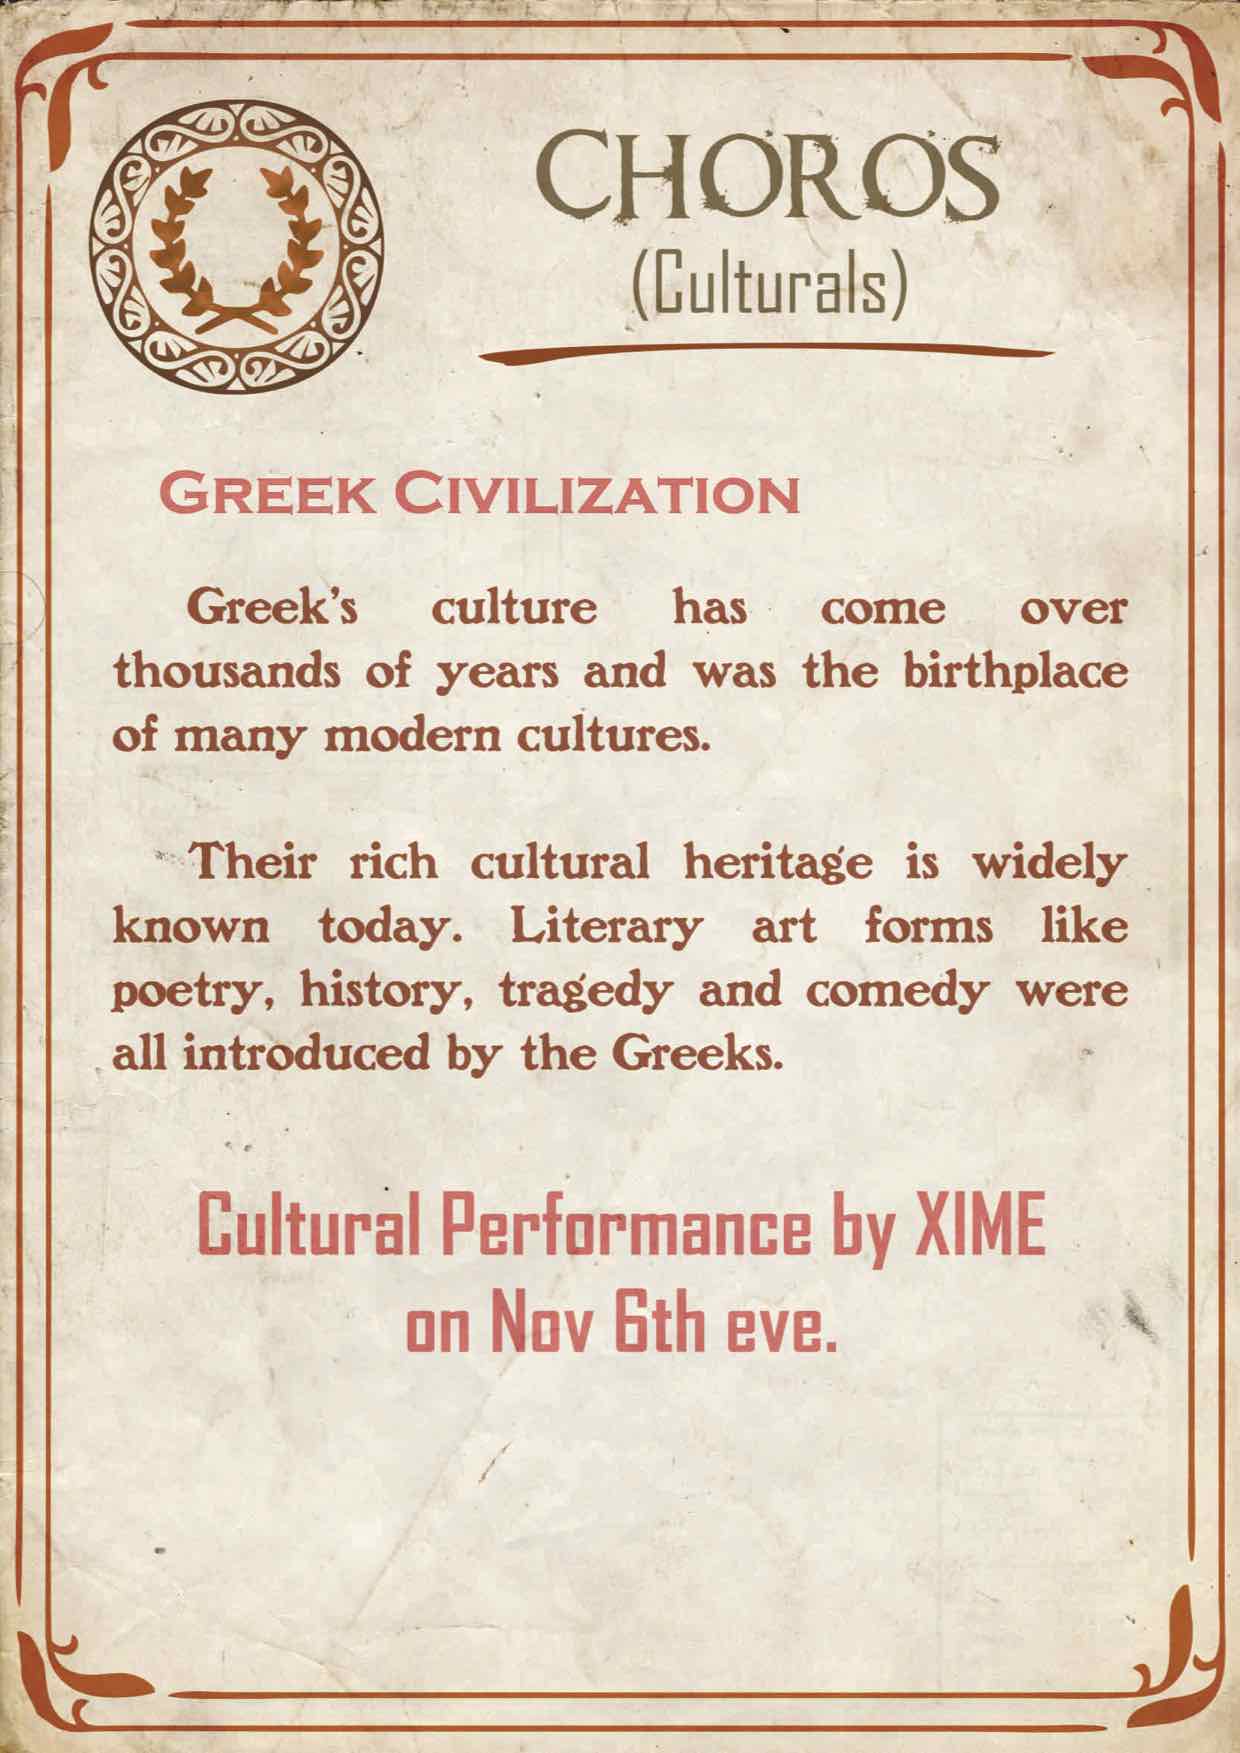 CHOROS
(Culturals)
Greek Civilization
Greek's culture has come over
thousands of years and was the birthplace
of many modern cultures.
Their rich cultural heritage is widely
known today. Literary art forms like
poetry, history, tragedy and comedy were
all introduced by the Greeks.
Cultural Performance by XIME
on Nov 6th eve.